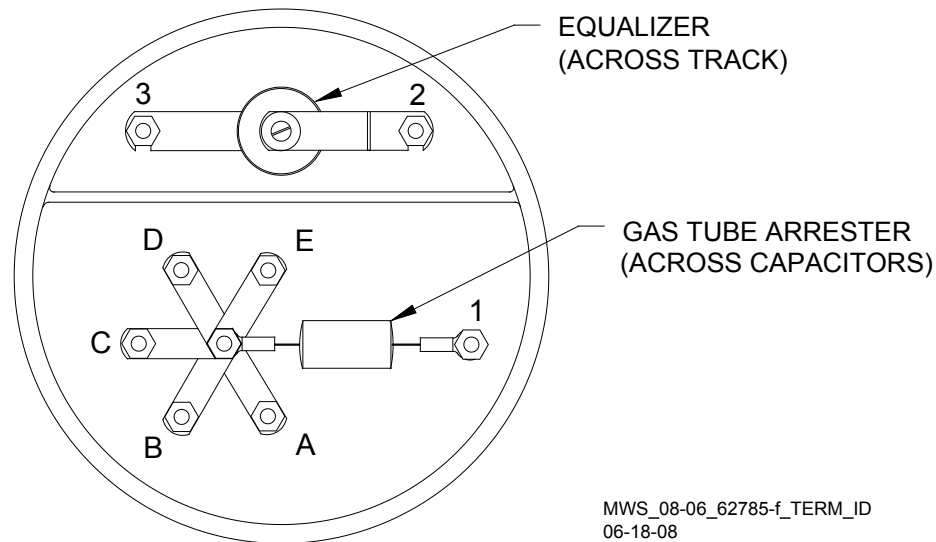 EQUALIZER
(ACROSS TRACK)
3
2
D
E
GAS TUBE ARRESTER
(ACROSS CAPACITORS)
1
C
B
A
MWS_08-06_62785-f_TERM_ID
06-18-08